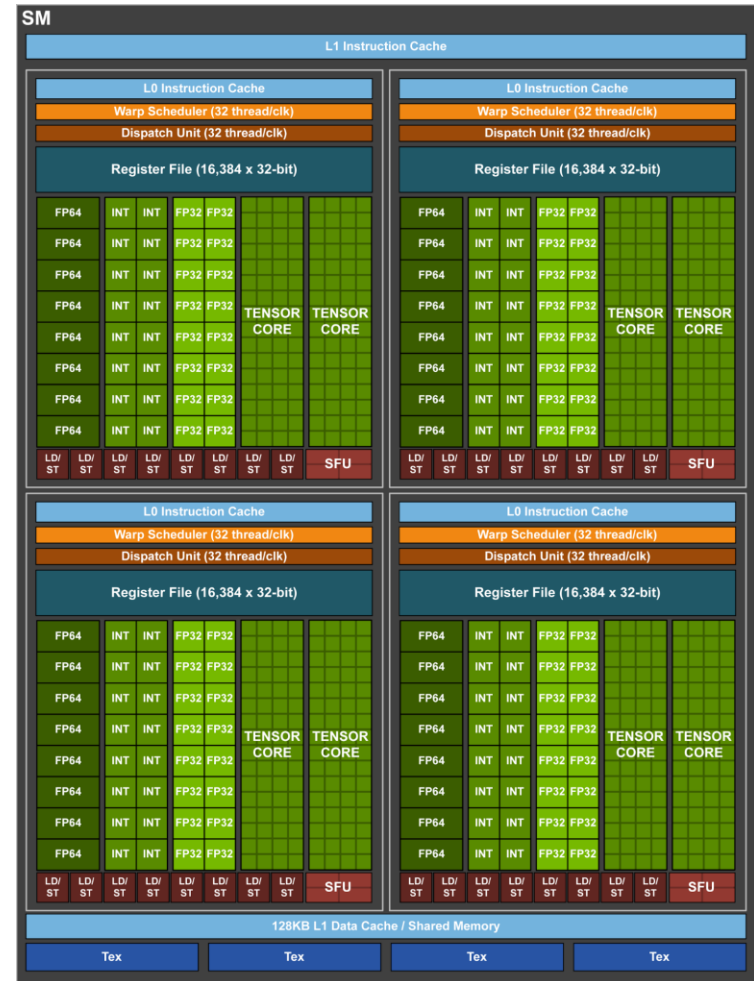 SM
L1 Instruction Cache
L0 Instruction Cache
Warp Scheduler (32 thread/clk)
Dispatch Unit (32 thread/clk)
Register File (16,384 x 32-bit)
FP64 INT INT FP32 FP32
FP64 INT INT FP32 FP32
FP64 INT INT FP32 FP32
FP64 INT INT FP32 FP32 TENSOR CORE TENSOR CORE
FP64 INT INT FP32 FP32
FP64 INT INT FP32 FP32
FP64 INT INT FP32 FP32
FP64 INT INT FP32 FP32
LD/ST LD/ST LD/ST LD/ST LD/ST LD/ST LD/ST LD/ST SFU
L0 Instruction Cache
Warp Scheduler (32 thread/clk)
Dispatch Unit (32 thread/clk)
Register File (16,384 x 32-bit)
FP64 INT INT FP32 FP32
FP64 INT INT FP32 FP32
FP64 INT INT FP32 FP32
FP64 INT INT FP32 FP32 TENSOR CORE TENSOR CORE
FP64 INT INT FP32 FP32
FP64 INT INT FP32 FP32
FP64 INT INT FP32 FP32
FP64 INT INT FP32 FP32
LD/ST LD/ST LD/ST LD/ST LD/ST LD/ST LD/ST LD/ST SFU
L0 Instruction Cache
Warp Scheduler (32 thread/clk)
Dispatch Unit (32 thread/clk)
Register File (16,384 x 32-bit)
FP64 INT INT FP32 FP32
FP64 INT INT FP32 FP32
FP64 INT INT FP32 FP32
FP64 INT INT FP32 FP32 TENSOR CORE TENSOR CORE
FP64 INT INT FP32 FP32
FP64 INT INT FP32 FP32
FP64 INT INT FP32 FP32
FP64 INT INT FP32 FP32
LD/ST LD/ST LD/ST LD/ST LD/ST LD/ST LD/ST LD/ST SFU
L0 Instruction Cache
Warp Scheduler (32 thread/clk)
Dispatch Unit (32 thread/clk)
Register File (16,384 x 32-bit)
FP64 INT INT FP32 FP32
FP64 INT INT FP32 FP32
FP64 INT INT FP32 FP32
FP64 INT INT FP32 FP32 TENSOR CORE TENSOR CORE
FP64 INT INT FP32 FP32
FP64 INT INT FP32 FP32
FP64 INT INT FP32 FP32
FP64 INT INT FP32 FP32
LD/ST LD/ST LD/ST LD/ST LD/ST LD/ST LD/ST LD/ST SFU
128KB L1 Data Cache / Shared Memory
Tex Tex Tex Tex